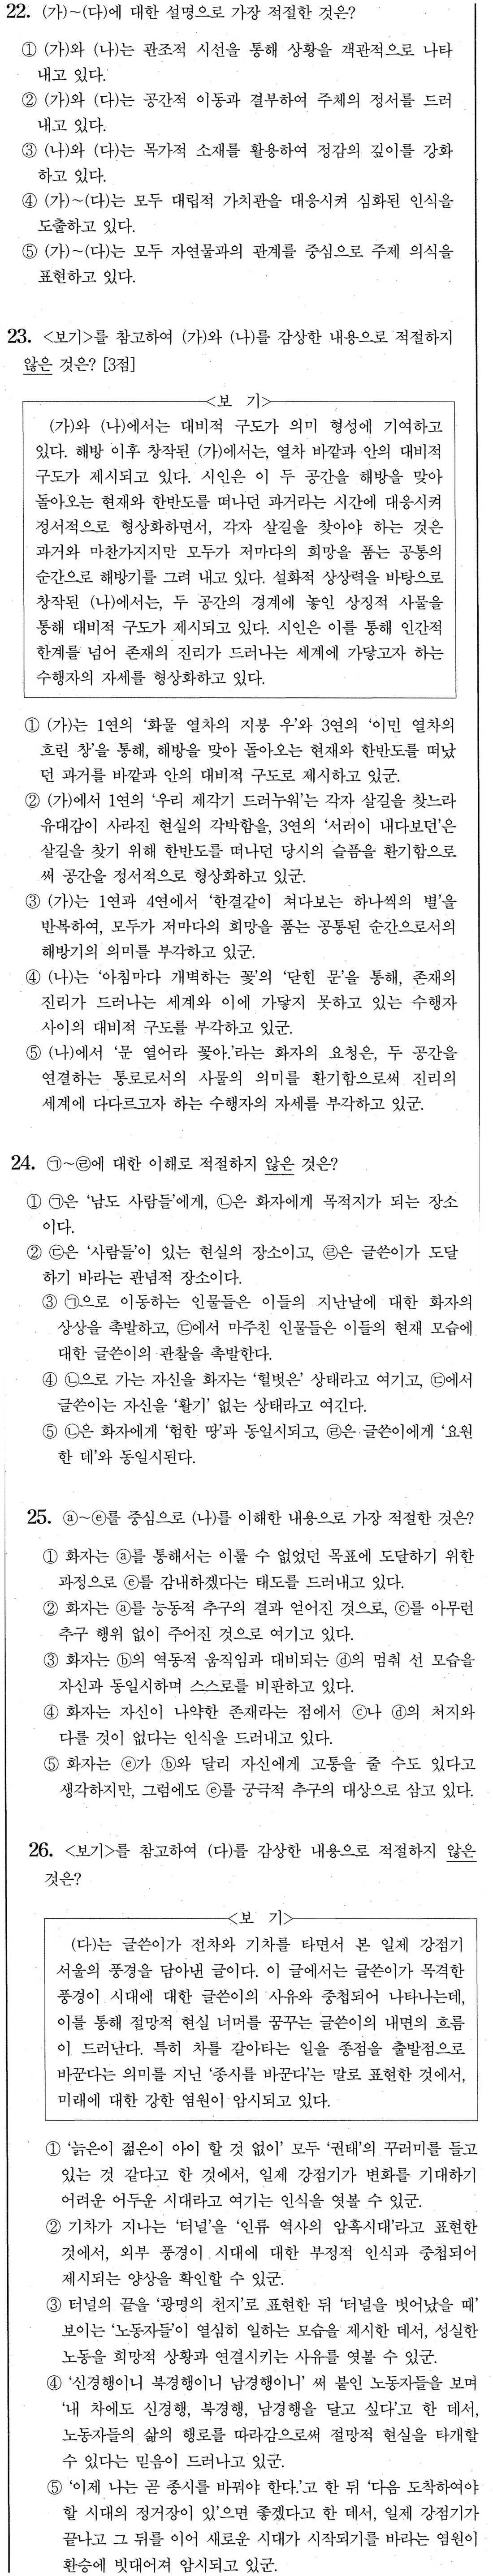 22. (가)~(다)에 대한 설명으로 가장 적절한 것은?
① (가)와 (나)는 관조적 시선을 통해 상황을 객관적으로 나타
내고 있다.
② (가)와 (다)는 공간적 이동과 결부하여 주체의 정서를 드러
내고 있다.
③ (나)와 (다)는 목가적 소재를 활용하여 정감의 깊이를 강화
하고 있다.
④ (가)~(다)는 모두 대립적 가치관을 대응시켜 심화된 인식을
도출하고 있다.
⑤ (가)~(다)는 모두 자연물과의 관계를 중심으로 주제 의식을
표현하고 있다.
23. <보기>를 참고하여 (가)와 (나)를 감상한 내용으로 적절하지
않은 것은? [3점]
<보 기>
(가)와 (나)에서는 대비적 구도가 의미 형성에 기여하고
있다. 해방 이후 창작된 (가)에서는, 열차 바깥과 안의 대비적
구도가 제시되고 있다. 시인은 이 두 공간을 해방을 맞아
돌아오는 현재와 한반도를 떠나던 과거라는 시간에 대응시켜
정서적으로 형상화하면서, 각자 살길을 찾아야 하는 것은
과거와 마찬가지지만 모두가 저마다의 희망을 품는 공통의
순간으로 해방기를 그려 내고 있다. 설화적 상상력을 바탕으로
창작된 (나)에서는, 두 공간의 경계에 놓인 상징적 사물을
통해 대비적 구도가 제시되고 있다. 시인은 이를 통해 인간적
한계를 넘어 존재의 진리가 드러나는 세계에 가닿고자 하는
수행자의 자세를 형상화하고 있다.
① (가)는 1연의 ‘화물 열차의 지붕 우’와 3연의 ‘이민 열차의
흐린 창’을 통해, 해방을 맞아 돌아오는 현재와 한반도를 떠났
던 과거를 바깥과 안의 대비적 구도로 제시하고 있군.
② (가)에서 1연의 ‘우리 제각기 드러누워’는 각자 살길을 찾느라
유대감이 사라진 현실의 각박함을, 3연의 ‘서러이 내다보던’은
살길을 찾기 위해 한반도를 떠나던 당시의 슬픔을 환기함으로
써 공간을 정서적으로 형상화하고 있군.
③ (가)는 1연과 4연에서 ‘한결같이 쳐다보는 하나씩의 별’을
반복하여, 모두가 저마다의 희망을 품는 공통된 순간으로서의
해방기의 의미를 부각하고 있군.
④ (나)는 ‘아침마다 개벽하는 꽃’의 ‘닫힌 문’을 통해, 존재의
진리가 드러나는 세계와 이에 가닿지 못하고 있는 수행자
사이의 대비적 구도를 부각하고 있군.
⑤ (나)에서 ‘문 열어라 꽃아.’라는 화자의 요청은, 두 공간을
연결하는 통로로서의 사물의 의미를 환기함으로써 진리의
세계에 다다르고자 하는 수행자의 자세를 부각하고 있군.
24. ㉠~㉣에 대한 이해로 적절하지 않은 것은?
① ㉠은 ‘남도 사람들’에게, ㉡은 화자에게 목적지가 되는 장소
이다.
② ㉢은 ‘사람들’이 있는 현실의 장소이고, ㉣은 글쓴이가 도달
하기 바라는 관념적 장소이다.
③ ㉠으로 이동하는 인물들은 이들의 지난날에 대한 화자의
상상을 촉발하고, ㉢에서 마주친 인물들은 이들의 현재 모습에
대한 글쓴이의 관찰을 촉발한다.
④ ㉡으로 가는 자신을 화자는 ‘헐벗은’ 상태라고 여기고, ㉢에서
글쓴이는 자신을 ‘활기’ 없는 상태라고 여긴다.
⑤ ㉡은 화자에게 ‘험한 땅’과 동일시되고, ㉣은 글쓴이에게 ‘요원
한 데’와 동일시된다.
25. ⓐ~ⓔ를 중심으로 (나)를 이해한 내용으로 가장 적절한 것은?
① 화자는 ⓐ를 통해서는 이룰 수 없었던 목표에 도달하기 위한
과정으로 ⓔ를 감내하겠다는 태도를 드러내고 있다.
② 화자는 ⓐ를 능동적 추구의 결과 얻어진 것으로, ⓒ를 아무런
추구 행위 없이 주어진 것으로 여기고 있다.
③ 화자는 ⓑ의 역동적 움직임과 대비되는 ⓓ의 멈춰 선 모습을
자신과 동일시하며 스스로를 비판하고 있다.
④ 화자는 자신이 나약한 존재라는 점에서 ⓒ나 ⓓ의 처지와
다를 것이 없다는 인식을 드러내고 있다.
⑤ 화자는 ⓔ가 ⓑ와 달리 자신에게 고통을 줄 수도 있다고
생각하지만, 그럼에도 ⓔ를 궁극적 추구의 대상으로 삼고 있다.
26. <보기>를 참고하여 (다)를 감상한 내용으로 적절하지 않은
것은?
<보 기>
(다)는 글쓴이가 전차와 기차를 타면서 본 일제 강점기
서울의 풍경을 담아낸 글이다. 이 글에서는 글쓴이가 목격한
풍경이 시대에 대한 글쓴이의 사유와 중첩되어 나타나는데,
이를 통해 절망적 현실 너머를 꿈꾸는 글쓴이의 내면의 흐름
이 드러난다. 특히 차를 갈아타는 일을 종점을 출발점으로
바꾼다는 의미를 지닌 ‘종시를 바꾼다’는 말로 표현한 것에서,
미래에 대한 강한 염원이 암시되고 있다.
① ‘늙은이 젊은이 아이 할 것 없이’ 모두 ‘권태’의 꾸러미를 들고
있는 것 같다고 한 것에서, 일제 강점기가 변화를 기대하기
어려운 어두운 시대라고 여기는 인식을 엿볼 수 있군.
② 기차가 지나는 ‘터널’을 ‘인류 역사의 암흑시대’라고 표현한
것에서, 외부 풍경이 시대에 대한 부정적 인식과 중첩되어
제시되는 양상을 확인할 수 있군.
③ 터널의 끝을 ‘광명의 천지’로 표현한 뒤 ‘터널을 벗어났을 때’
보이는 ‘노동자들’이 열심히 일하는 모습을 제시한 데서, 성실한
노동을 희망적 상황과 연결시키는 사유를 엿볼 수 있군.
④ ‘신경행이니 북경행이니 남경행이니’ 써 붙인 노동자들을 보며
‘내 차에도 신경행, 북경행, 남경행을 달고 싶다’고 한 데서,
노동자들의 삶의 행로를 따라감으로써 절망적 현실을 타개할
수 있다는 믿음이 드러나고 있군.
⑤ ‘이제 나는 곧 종시를 바꿔야 한다.’고 한 뒤 ‘다음 도착하여야
할 시대의 정거장이 있’으면 좋겠다고 한 데서, 일제 강점기가
끝나고 그 뒤를 이어 새로운 시대가 시작되기를 바라는 염원이
환승에 빗대어져 암시되고 있군.